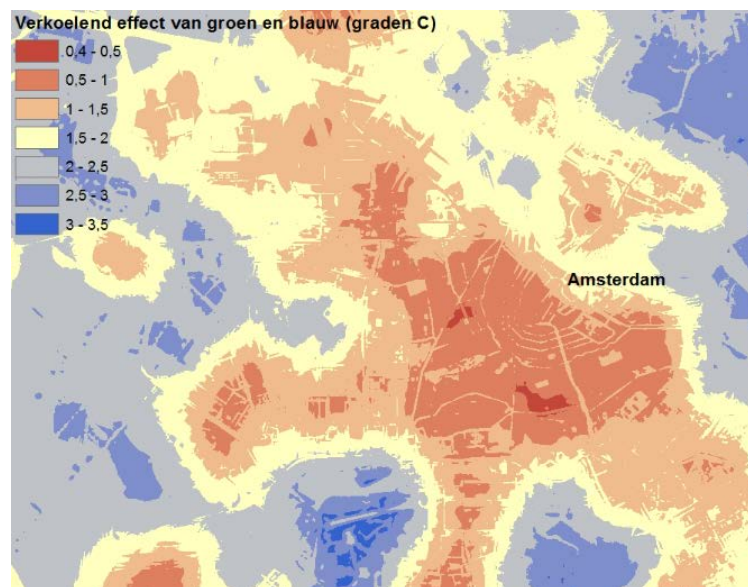 Verkoelend effect van groen en blauw (graden C)
0,4 - 0,5
0,5 - 1
1 - 1,5
1,5 - 2
2 - 2,5
2,5 - 3
3 - 3,5
Amsterdam